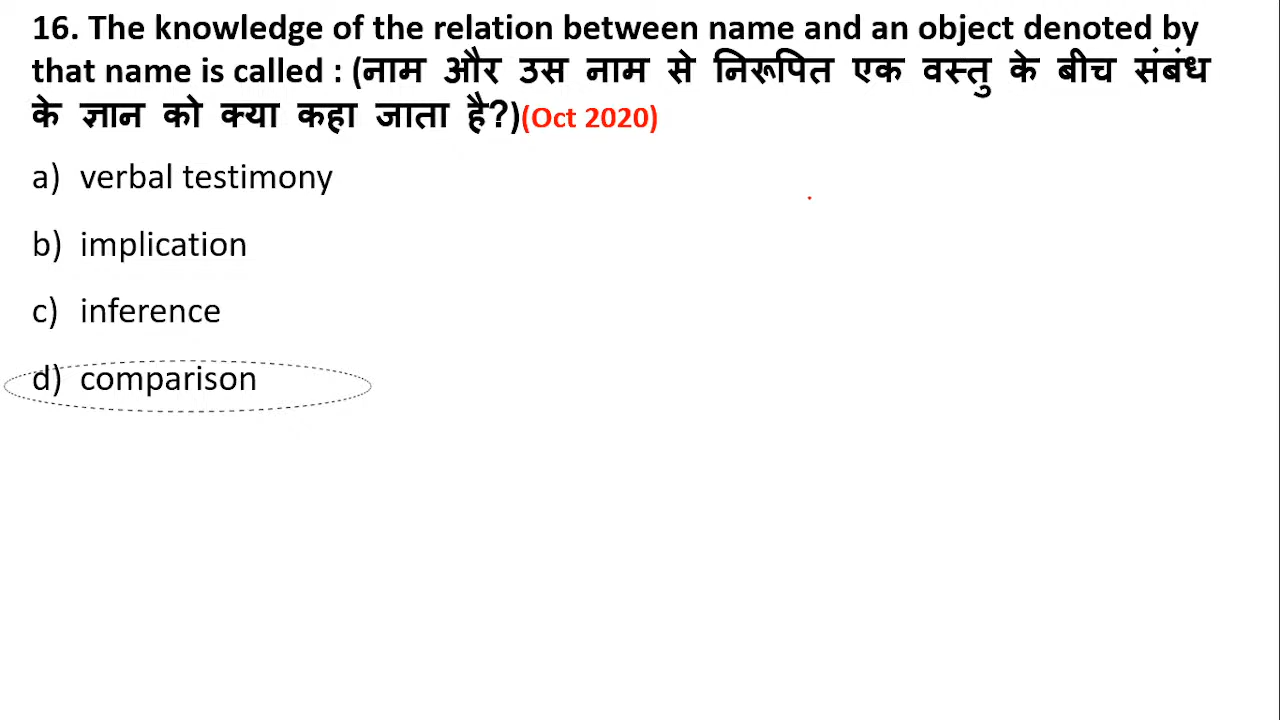 16. The knowledge of the relation between name and an object denoted by
that name is called : (नाम और उस नाम से निरूपित एक वस्तु के बीच संबंध
के ज्ञान को क्या कहा जाता है?)(Oct 2020)
a) verbal testimony
b) implication
c) inference
d) comparison